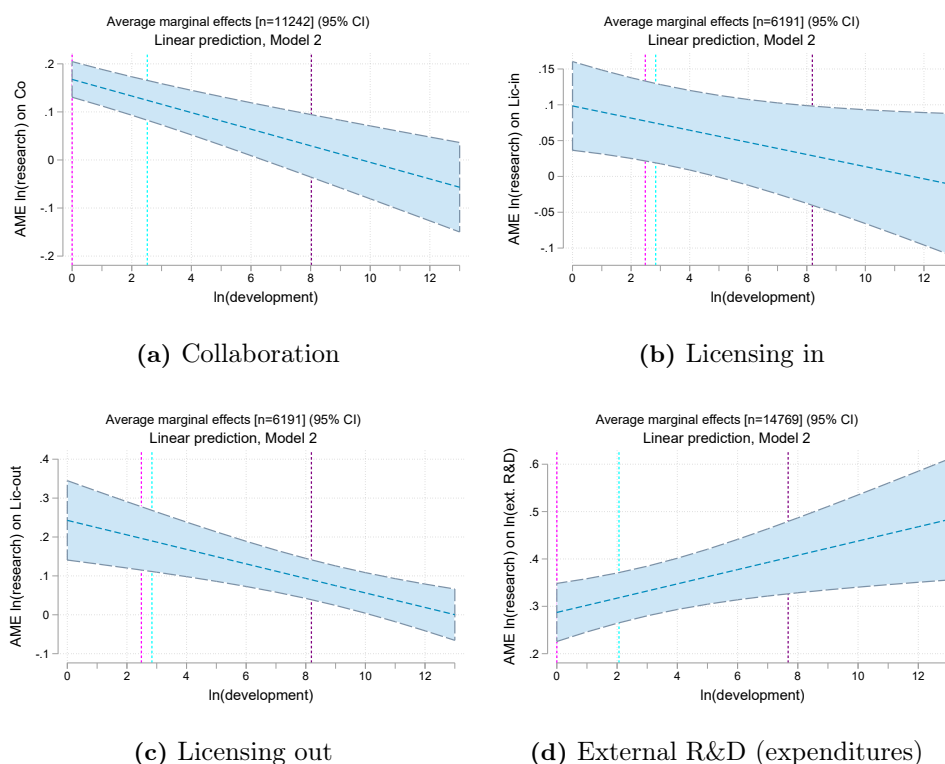 Average marginal effects [n=11242] (95% CI)
Linear prediction, Model 2
AME ln(research) on Co
.2
.1
0
-.1
-.2
0 2 4 6 8 10 12
ln(development)
(a) Collaboration
Average marginal effects [n=6191] (95% CI)
Linear prediction, Model 2
AME ln(research) on Lic-in
.15
.1
.05
0
-.05
-.1
0 2 4 6 8 10 12
ln(development)
(b) Licensing in
Average marginal effects [n=6191] (95% CI)
Linear prediction, Model 2
AME ln(research) on Lic-out
.4
.3
.2
.1
0
-.1
0 2 4 6 8 10 12
ln(development)
(c) Licensing out
Average marginal effects [n=14769] (95% CI)
Linear prediction, Model 2
AME ln(research) on ln(ext. R&D)
.6
.5
.4
.3
.2
0 2 4 6 8 10 12
ln(development)
(d) External R&D (expenditures)